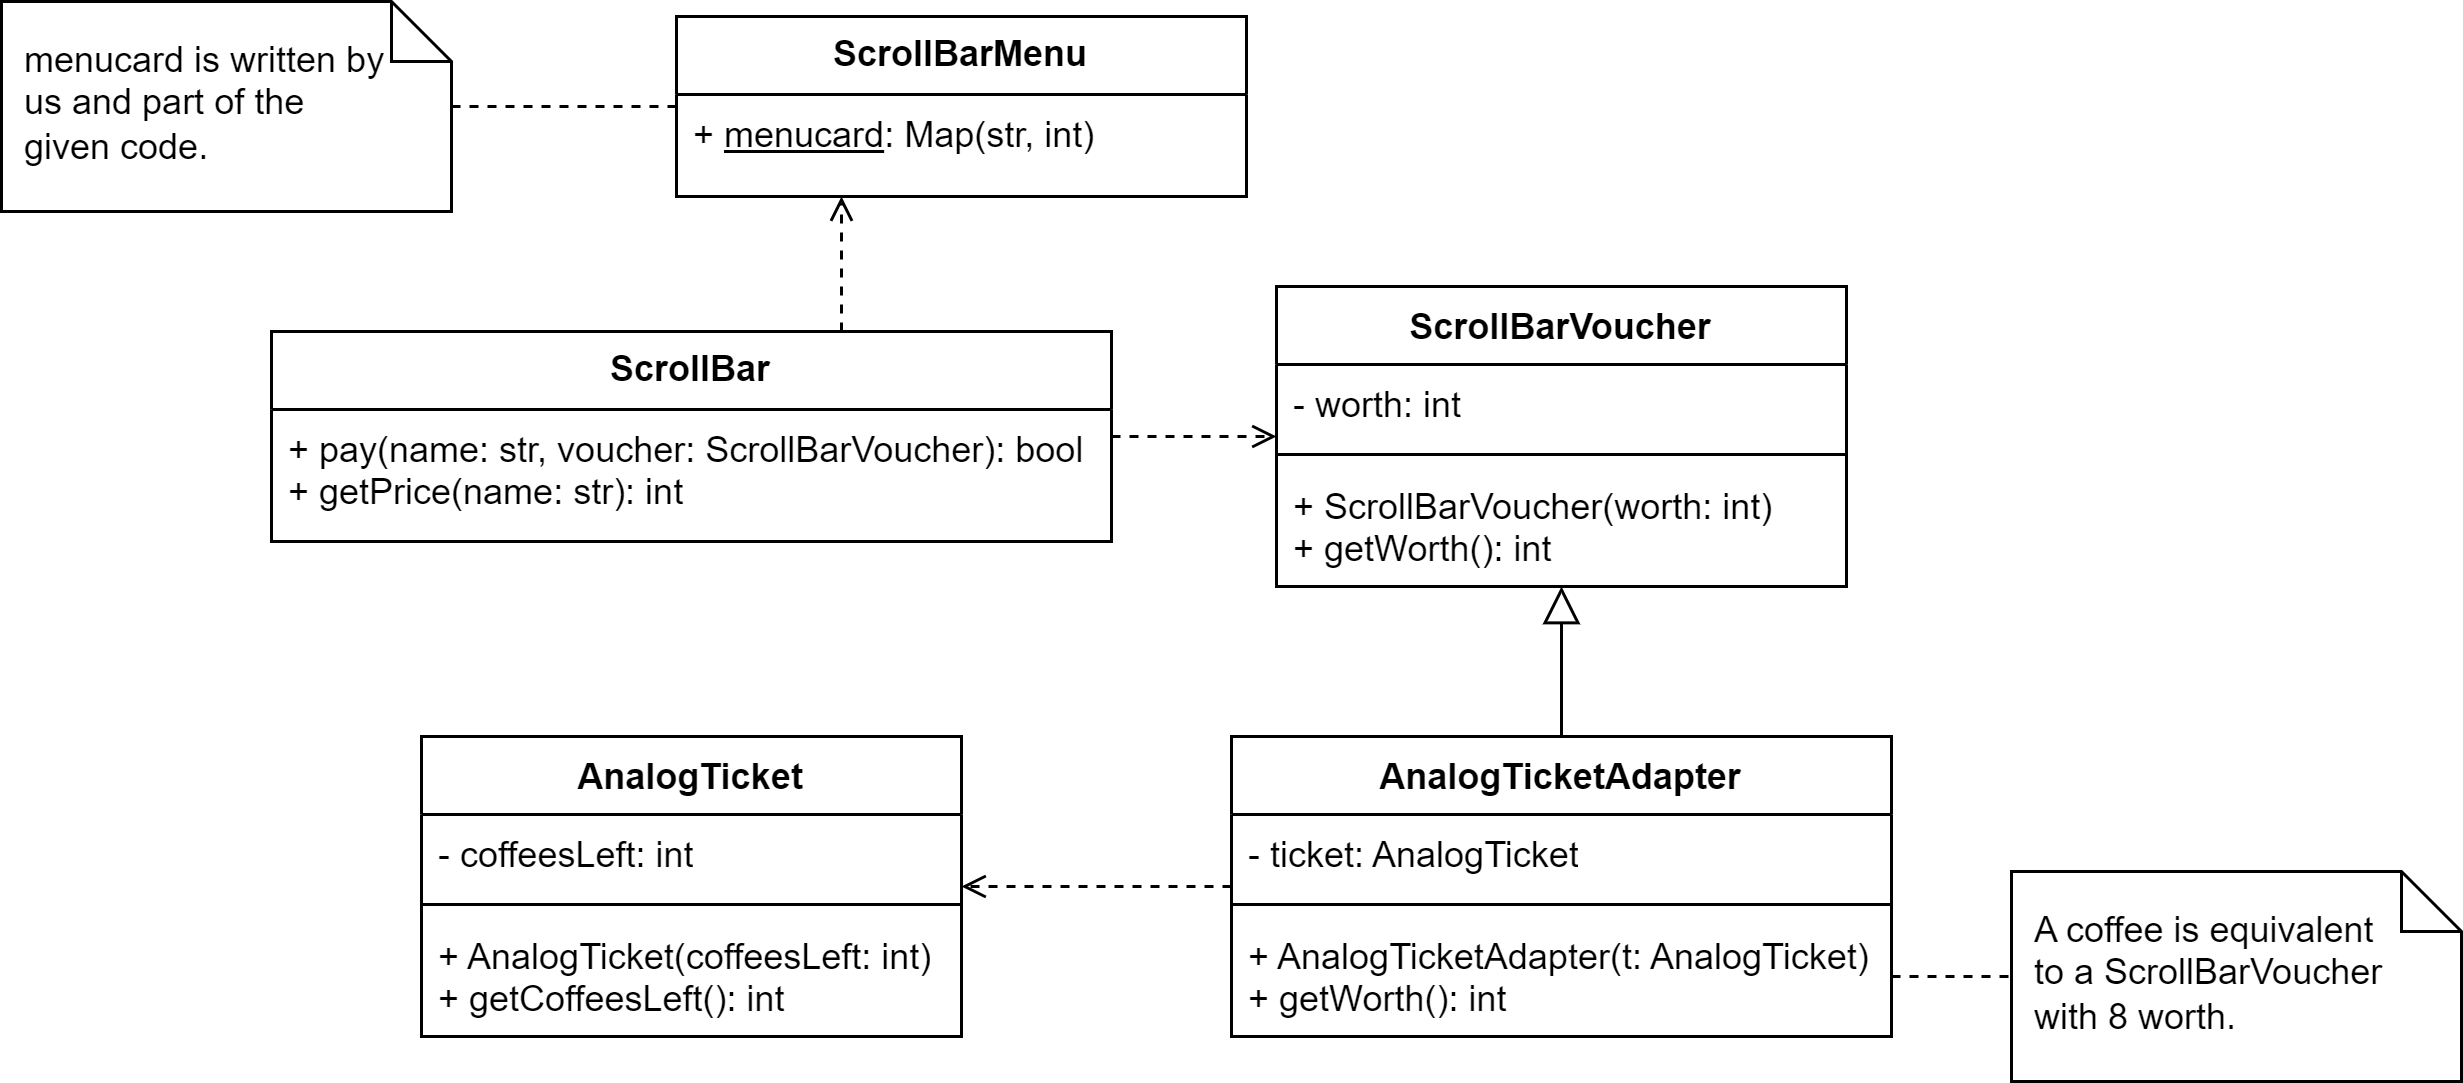 menucard is written by
us and part of the
given code.
ScrollBarMenu
+ menucard: Map(str, int)
ScrollBar
+ pay(name: str, voucher: ScrollBarVoucher): bool
+ getPrice(name: str): int
ScrollBarVoucher
- worth: int
+ ScrollBarVoucher(worth: int)
+ getWorth(): int
AnalogTicket
- coffeesLeft: int
+ AnalogTicket(coffeesLeft: int)
+ getCoffeesLeft(): int
AnalogTicketAdapter
- ticket: AnalogTicket
+ AnalogTicketAdapter(t: AnalogTicket)
+ getWorth(): int
A coffee is equivalent
to a ScrollBarVoucher
with 8 worth.